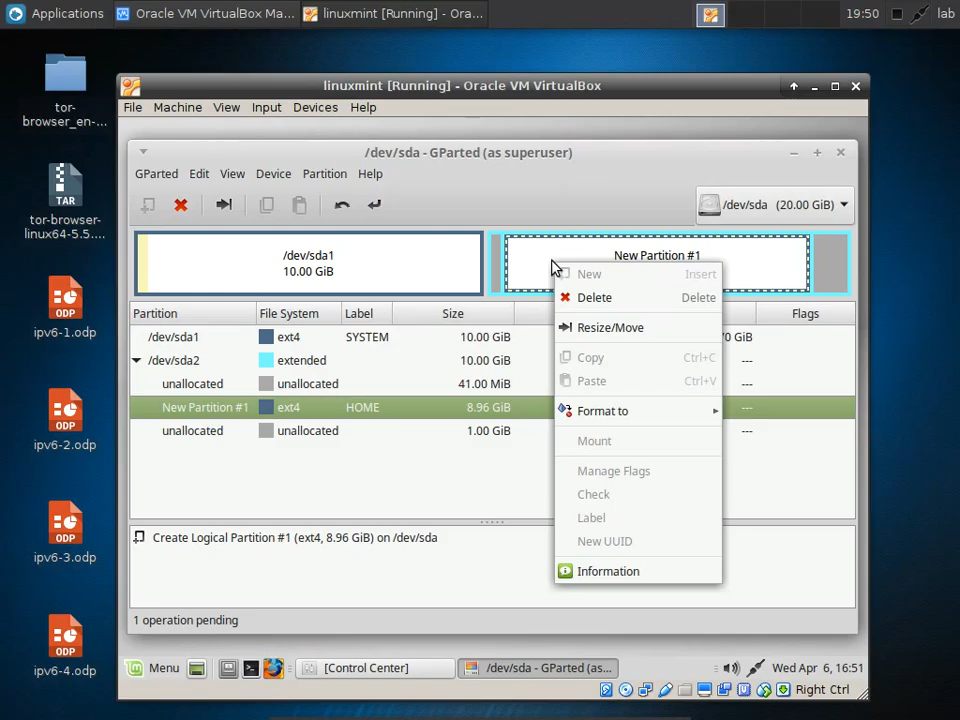 Applications
Oracle VM VirtualBox Ma...
linuxmint [Running] - Ora...
19:50
lab
tor-
browser_en-...
TAR
tor-browser-
linux64-5.5....
ODP
ipv6-1.odp
ODP
ipv6-2.odp
ODP
ipv6-3.odp
ODP
ipv6-4.odp
linuxmint [Running] - Oracle VM VirtualBox
File Machine View Input Devices Help
/dev/sda - GParted (as superuser)
GParted Edit View Device Partition Help
/dev/sda (20.00 GiB)
/dev/sda1
10.00 GiB
New Partition #1
Partition File System Label Size Flags
/dev/sda1 ext4 SYSTEM 10.00 GiB 0 GiB
/dev/sda2 extended 10.00 GiB ---
unallocated unallocated 41.00 MiB ---
New Partition #1 ext4 HOME 8.96 GiB ---
unallocated unallocated 1.00 GiB ---
New Insert
Delete Delete
Resize/Move
Copy Ctrl+C
Paste Ctrl+V
Format to
Mount
Manage Flags
Check
Label
New UUID
Information
Create Logical Partition #1 (ext4, 8.96 GiB) on /dev/sda
1 operation pending
Menu
[Control Center]
/dev/sda - GParted (as...
Wed Apr 6, 16:51
Right Ctrl